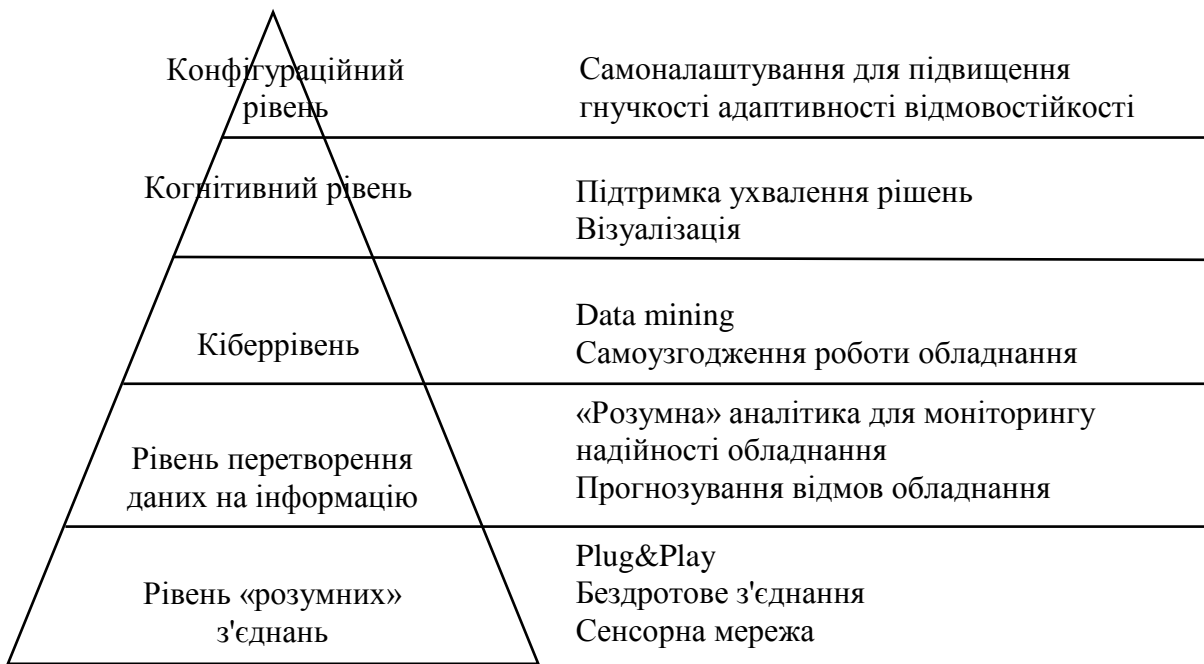 Конфігураційний
рівень
Самоналаштування для підвищення
гнучкості адаптивності відмовостійкості
Когнітивний рівень
Підтримка ухвалення рішень
Візуалізація
Кіберрівень
Data mining
Самоузгодження роботи обладнання
Рівень перетворення
даних на інформацію
«Розумна» аналітика для моніторингу
надійності обладнання
Прогнозування відмов обладнання
Рівень «розумних»
з'єднань
Plug&Play
Бездротове з'єднання
Сенсорна мережа